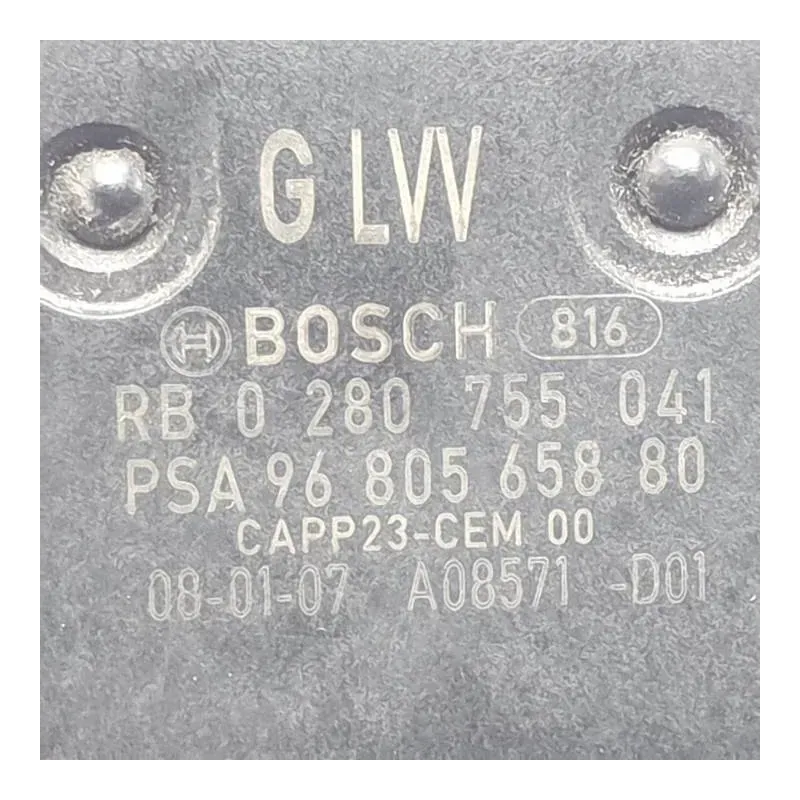 G LVV
BOSCH 816
RB 0 280 755 041
PSA 96 805 658 80
CAPP23-CEM 00
08-01-07 A08571 -D01